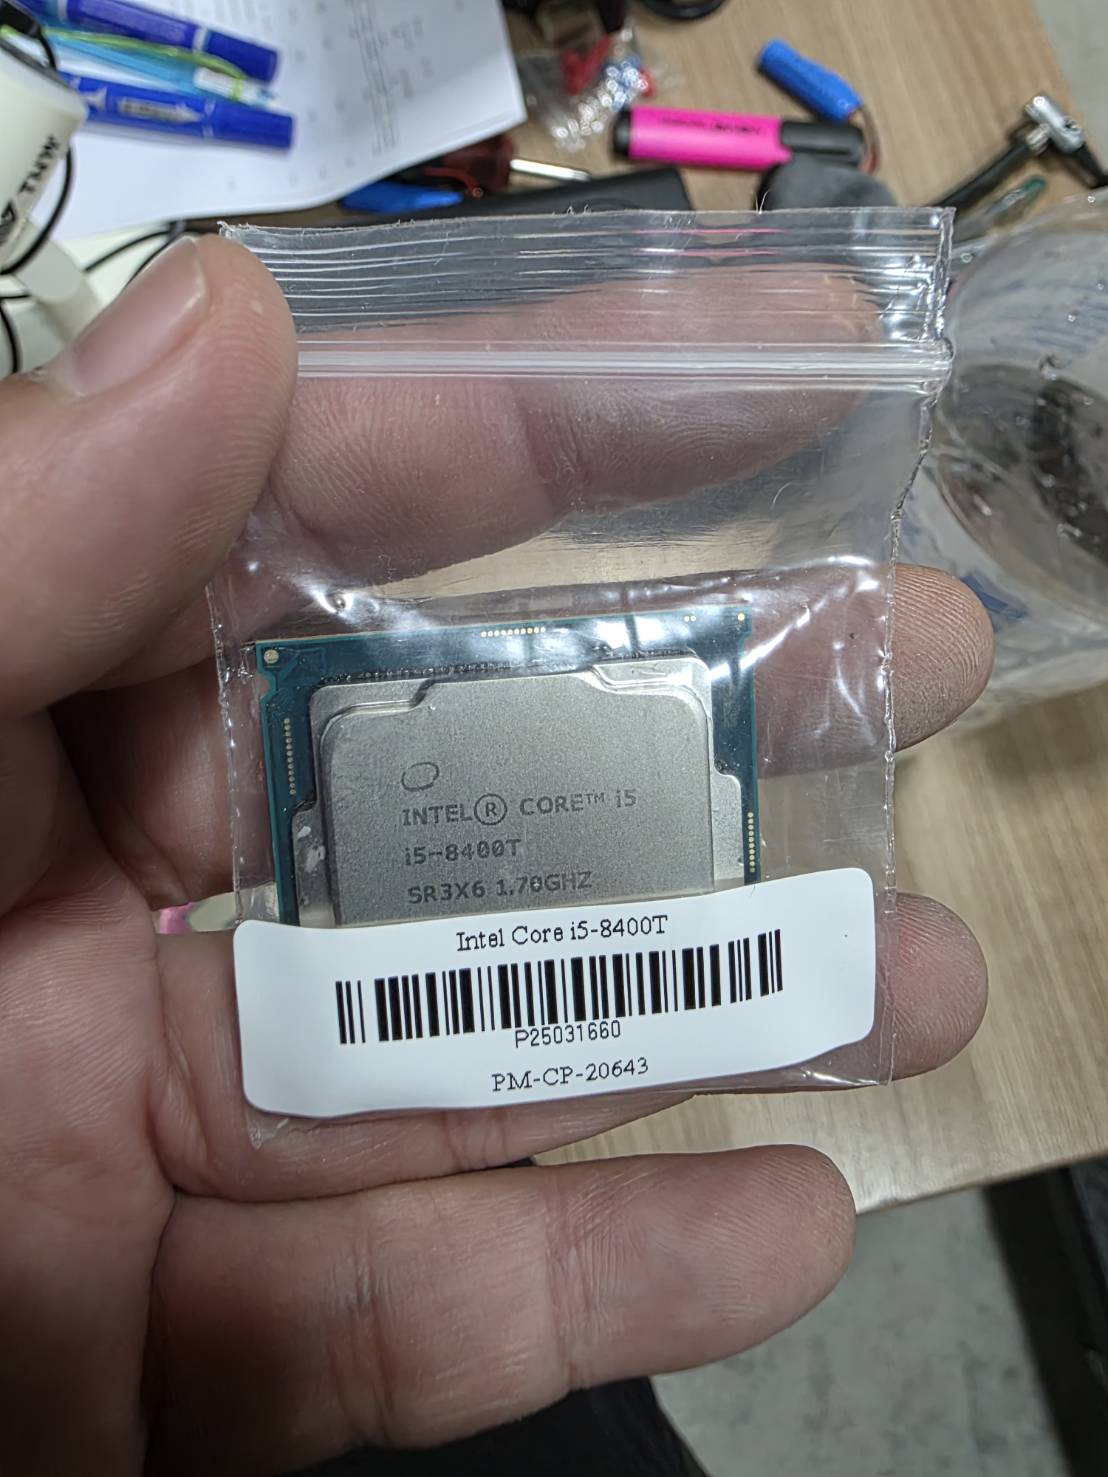 INTEL® CORE™ i5
i5-8400T
SR3X6 1.70GHZ
Intel Core i5-8400T
P25031660
PM-CP-20643